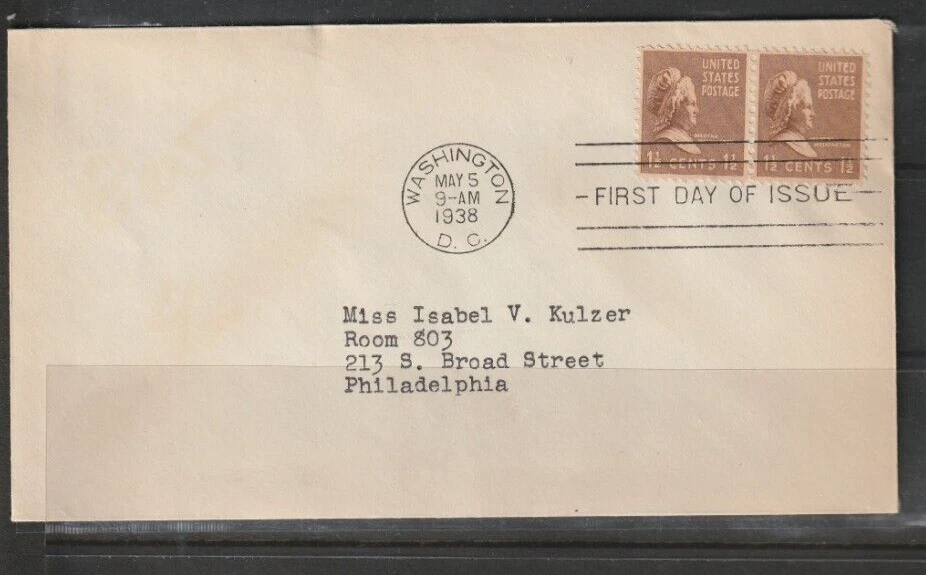 UNITED
STATES
POSTAGE
1½ CENTS 1½
UNITED
STATES
POSTAGE
1½ CENTS 1½
WASHINGTON
MAY 5
9-AM
1938
D. C.
-FIRST DAY OF ISSUE
Miss Isabel V. Kulzer
Room 803
213 S. Broad Street
Philadelphia